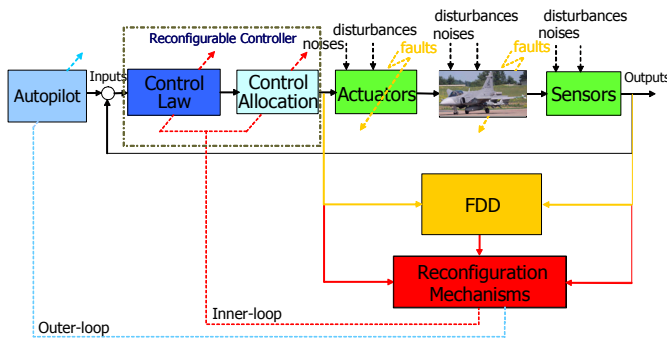 disturbances
disturbances
disturbances
Reconfigurable Controller
noises
faults
noises
faults
noises
Inputs
Outputs
Autopilot
Control
Law
Control
Allocation
Actuators
Sensors
FDD
Reconfiguration
Mechanisms
Inner-loop
Outer-loop